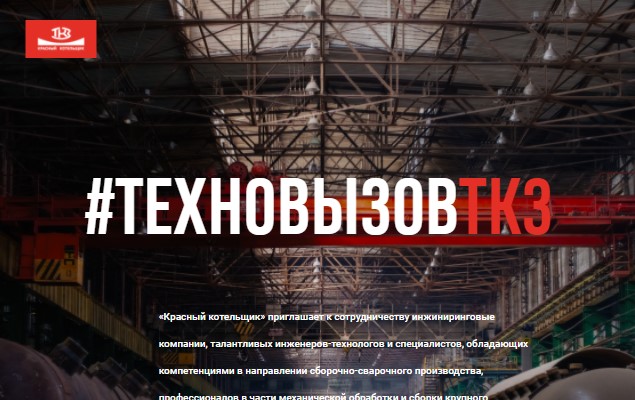 ТКЗ
КРАСНЫЙ КОТЕЛЬЩИК
#ТЕХНОВЫЗОВТКЗ
«Красный котельщик» приглашает к сотрудничеству инжиниринговые
компании, талантливых инженеров-технологов и специалистов, обладающих
компетенциями в направлении сборочно-сварочного производства,
профессионалов в части механической обработки и сборки крупного